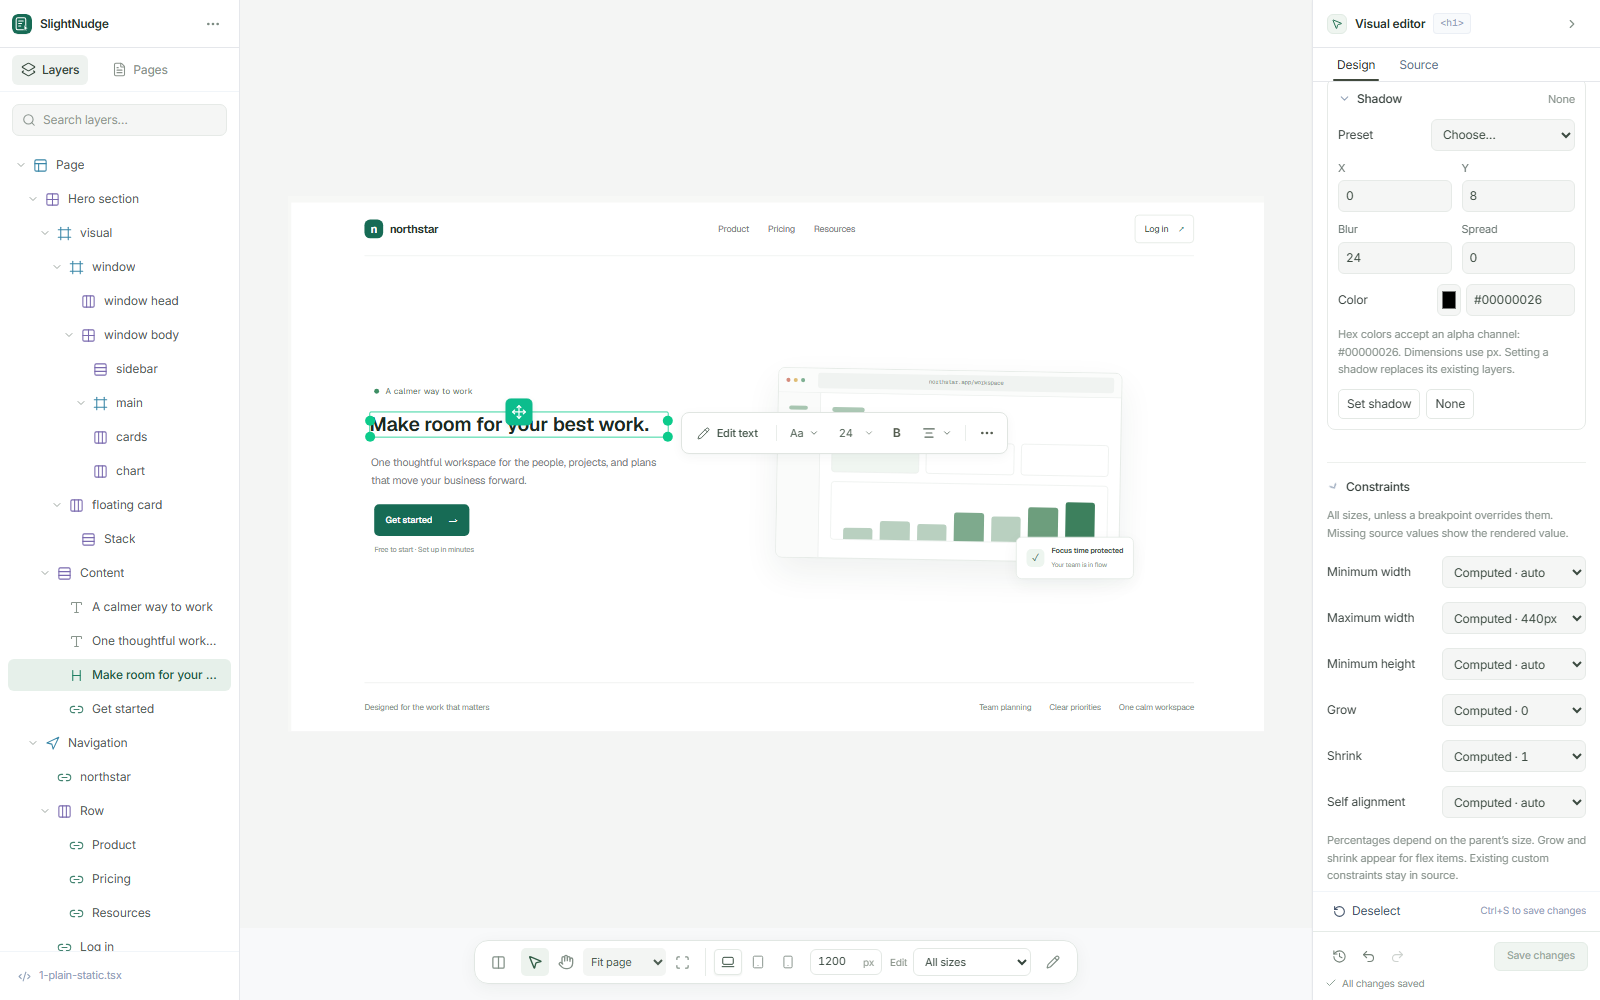 SlightNudge
Layers
Pages
Search layers...
Page
Hero section
visual
window
window head
window body
sidebar
main
cards
chart
floating card
Stack
Content
A calmer way to work
One thoughtful work...
Make room for your ...
Get started
Navigation
northstar
Row
Product
Pricing
Resources
Log in
1-plain-static.tsx
n northstar
Product
Pricing
Resources
Log in
A calmer way to work
Make room for your best work.
One thoughtful workspace for the people, projects, and plans
that move your business forward.
Get started
Free to start · Set up in minutes
northstar.app/workspace
Edit text
Aa
24
B
Focus time protected
Your team is in flow
Designed for the work that matters
Team planning
Clear priorities
One calm workspace
Fit page
1200 px
Edit
All sizes
Visual editor
<h1>
Design
Source
Shadow
None
Preset
Choose...
X
Y
0
8
Blur
Spread
24
0
Color
#00000026
Hex colors accept an alpha channel:
#00000026. Dimensions use px. Setting a
shadow replaces its existing layers.
Set shadow
None
Constraints
All sizes, unless a breakpoint overrides them.
Missing source values show the rendered value.
Minimum width
Computed · auto
Maximum width
Computed · 440px
Minimum height
Computed · auto
Grow
Computed · 0
Shrink
Computed · 1
Self alignment
Computed · auto
Percentages depend on the parent's size. Grow and
shrink appear for flex items. Existing custom
constraints stay in source.
Deselect
Ctrl+S to save changes
Save changes
All changes saved